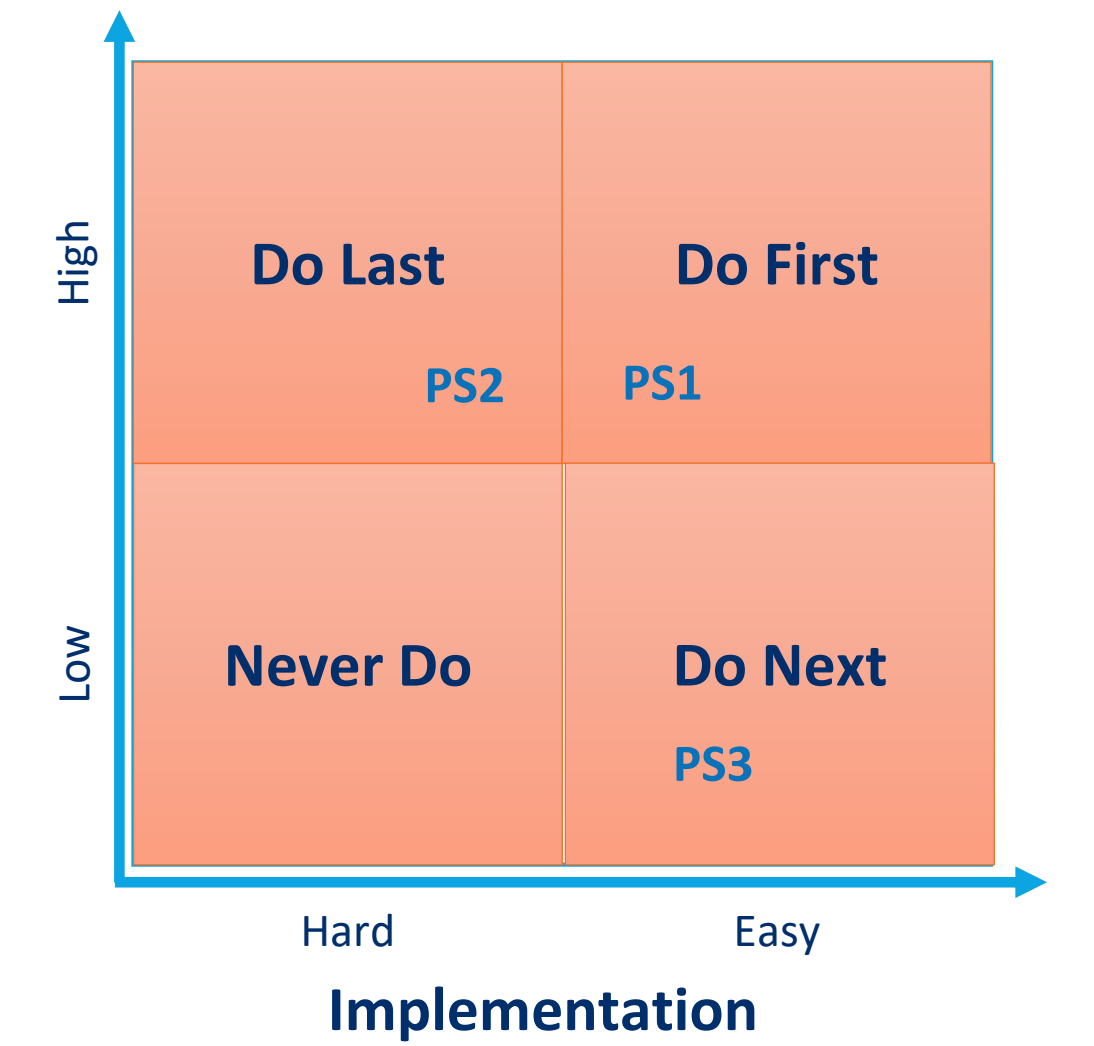 High
Do Last
Do First
PS2
PS1
Low
Never Do
Do Next
PS3
Hard
Easy
Implementation